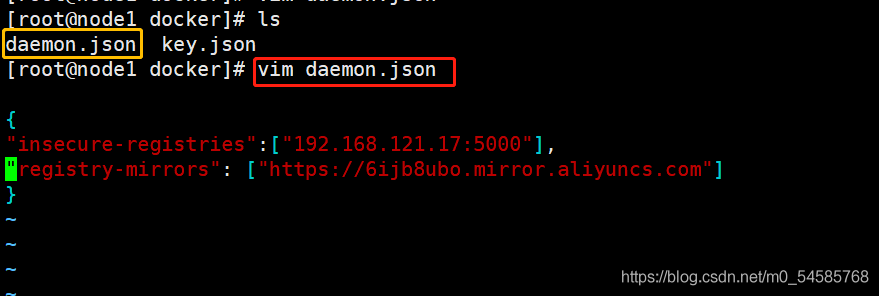 [root@node1 docker]# vim daemon.json
[root@node1 docker]# ls
daemon.json  key.json
[root@node1 docker]# vim daemon.json
{
"insecure-registries":["192.168.121.17:5000"],
"registry-mirrors": ["https://6ijb8ubo.mirror.aliyuncs.com"]
}
~
~
~
~
https://blog.csdn.net/m0_54585768